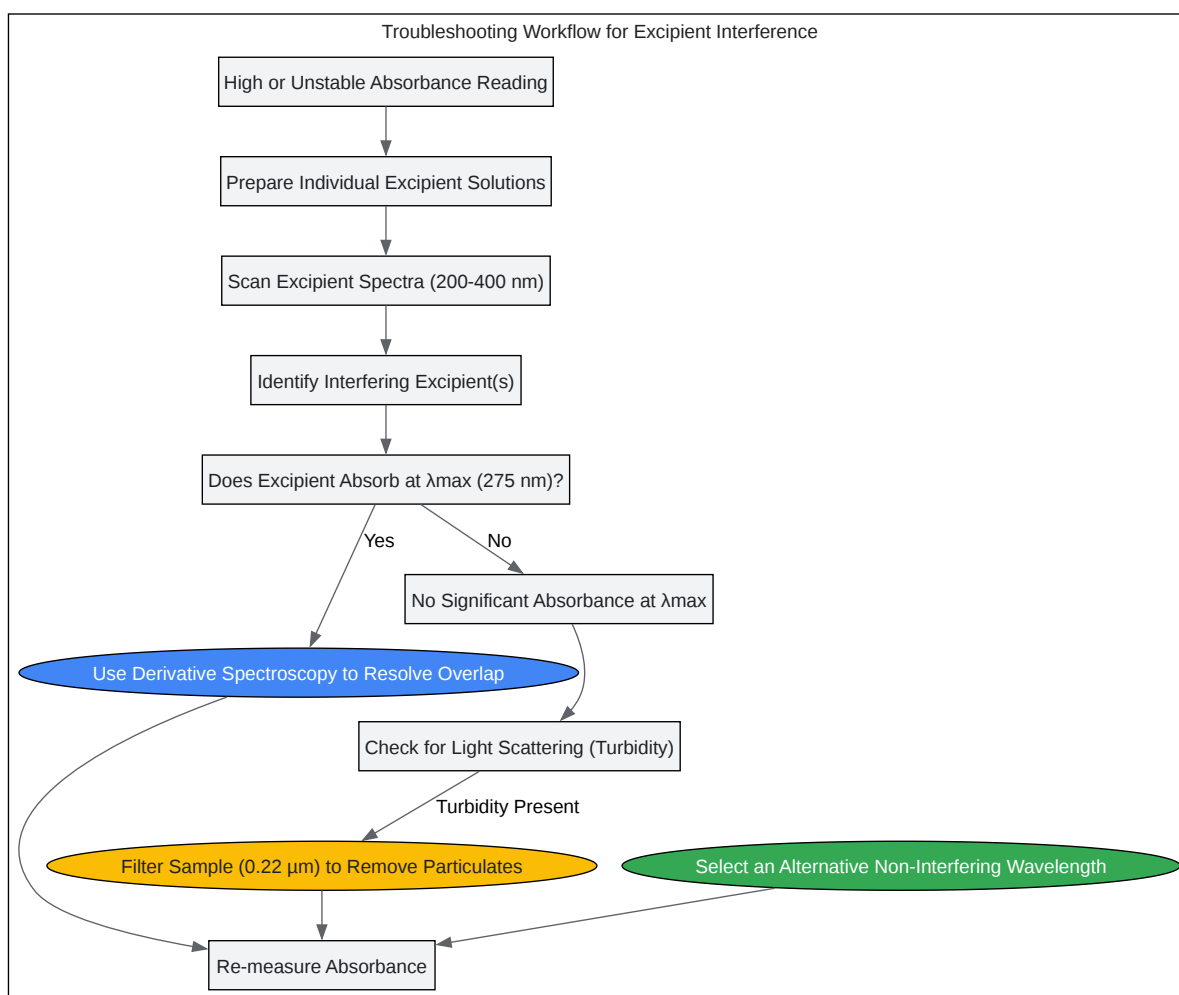 Troubleshooting Workflow for Excipient Interference
High or Unstable Absorbance Reading
Prepare Individual Excipient Solutions
Scan Excipient Spectra (200-400 nm)
Identify Interfering Excipient(s)
Does Excipient Absorb at λmax (275 nm)?
Yes
No
No Significant Absorbance at λmax
Use Derivative Spectroscopy to Resolve Overlap
Check for Light Scattering (Turbidity)
Turbidity Present
Filter Sample (0.22 µm) to Remove Particulates
Select an Alternative Non-Interfering Wavelength
Re-measure Absorbance